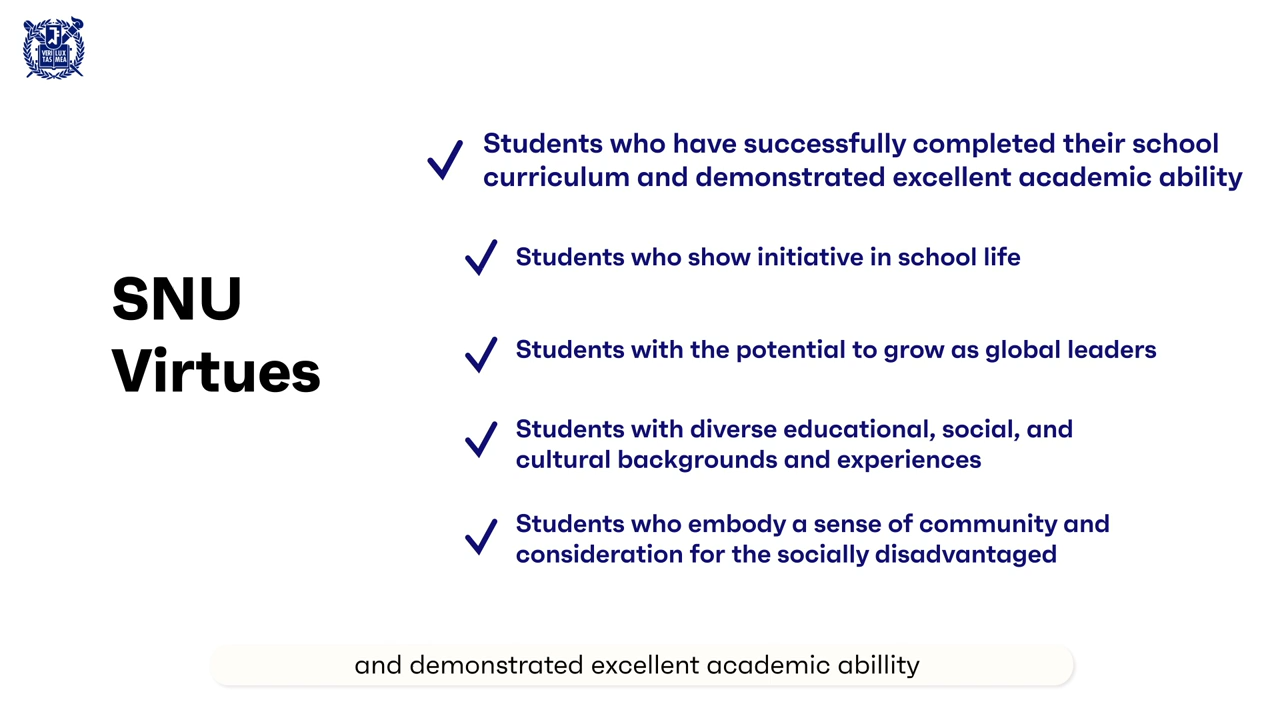 VERI LUX
TAS MEA
SNU
Virtues
Students who have successfully completed their school
curriculum and demonstrated excellent academic ability
Students who show initiative in school life
Students with the potential to grow as global leaders
Students with diverse educational, social, and
cultural backgrounds and experiences
Students who embody a sense of community and
consideration for the socially disadvantaged
and demonstrated excellent academic abillity